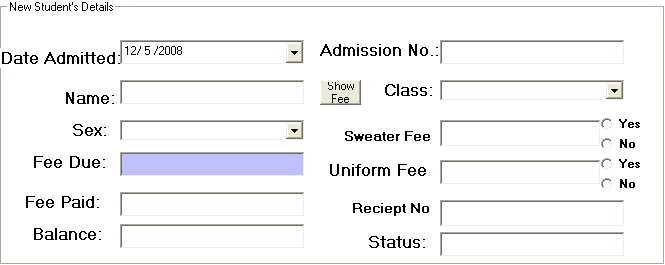 New Student's Details
Date Admitted: 12/ 5 /2008
Admission No.:
Name:
Show
Fee
Class:
Sex:
Sweater Fee
Yes
No
Fee Due:
Uniform Fee
Yes
No
Fee Paid:
Reciept No
Balance:
Status: